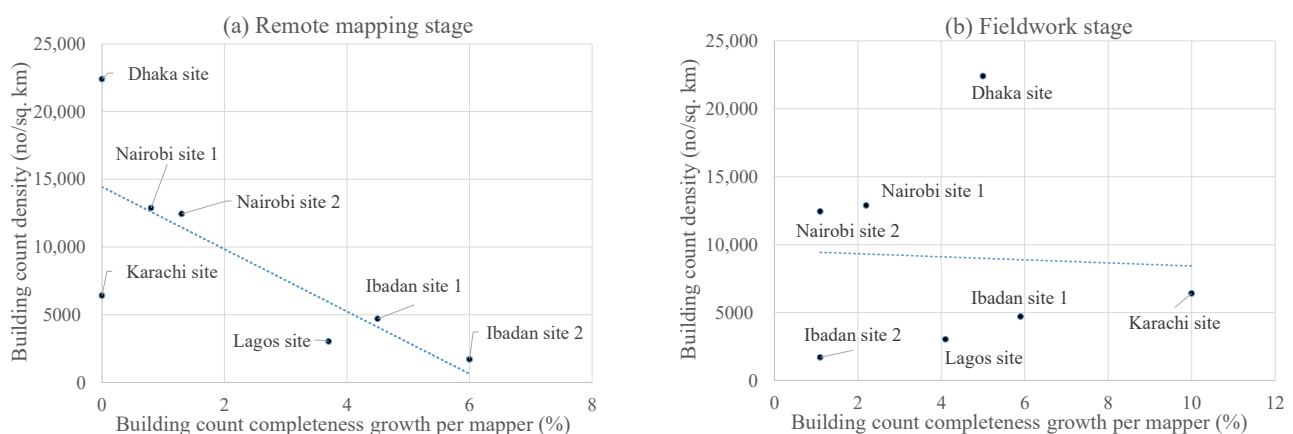 (a) Remote mapping stage
Building count density (no/sq. km)
25,000
20,000
15,000
10,000
5000
0
Dhaka site
Nairobi site 1
Nairobi site 2
Karachi site
Ibadan site 1
Lagos site
Ibadan site 2
0 2 4 6 8
Building count completeness growth per mapper (%)
(b) Fieldwork stage
Building count density (no/sq. km)
25,000
20,000
15,000
10,000
5000
0
Dhaka site
Nairobi site 1
Nairobi site 2
Ibadan site 1
Karachi site
Ibadan site 2
Lagos site
0 2 4 6 8 10 12
Building count completeness growth per mapper (%)